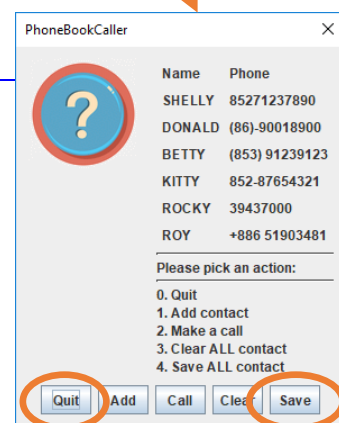 PhoneBookCaller
?
Name Phone
SHELLY 85271237890
DONALD (86)-90018900
BETTY (853) 91239123
KITTY 852-87654321
ROCKY 39437000
ROY +886 51903481
Please pick an action:
0. Quit
1. Add contact
2. Make a call
3. Clear ALL contact
4. Save ALL contact
Quit Add Call Clear Save